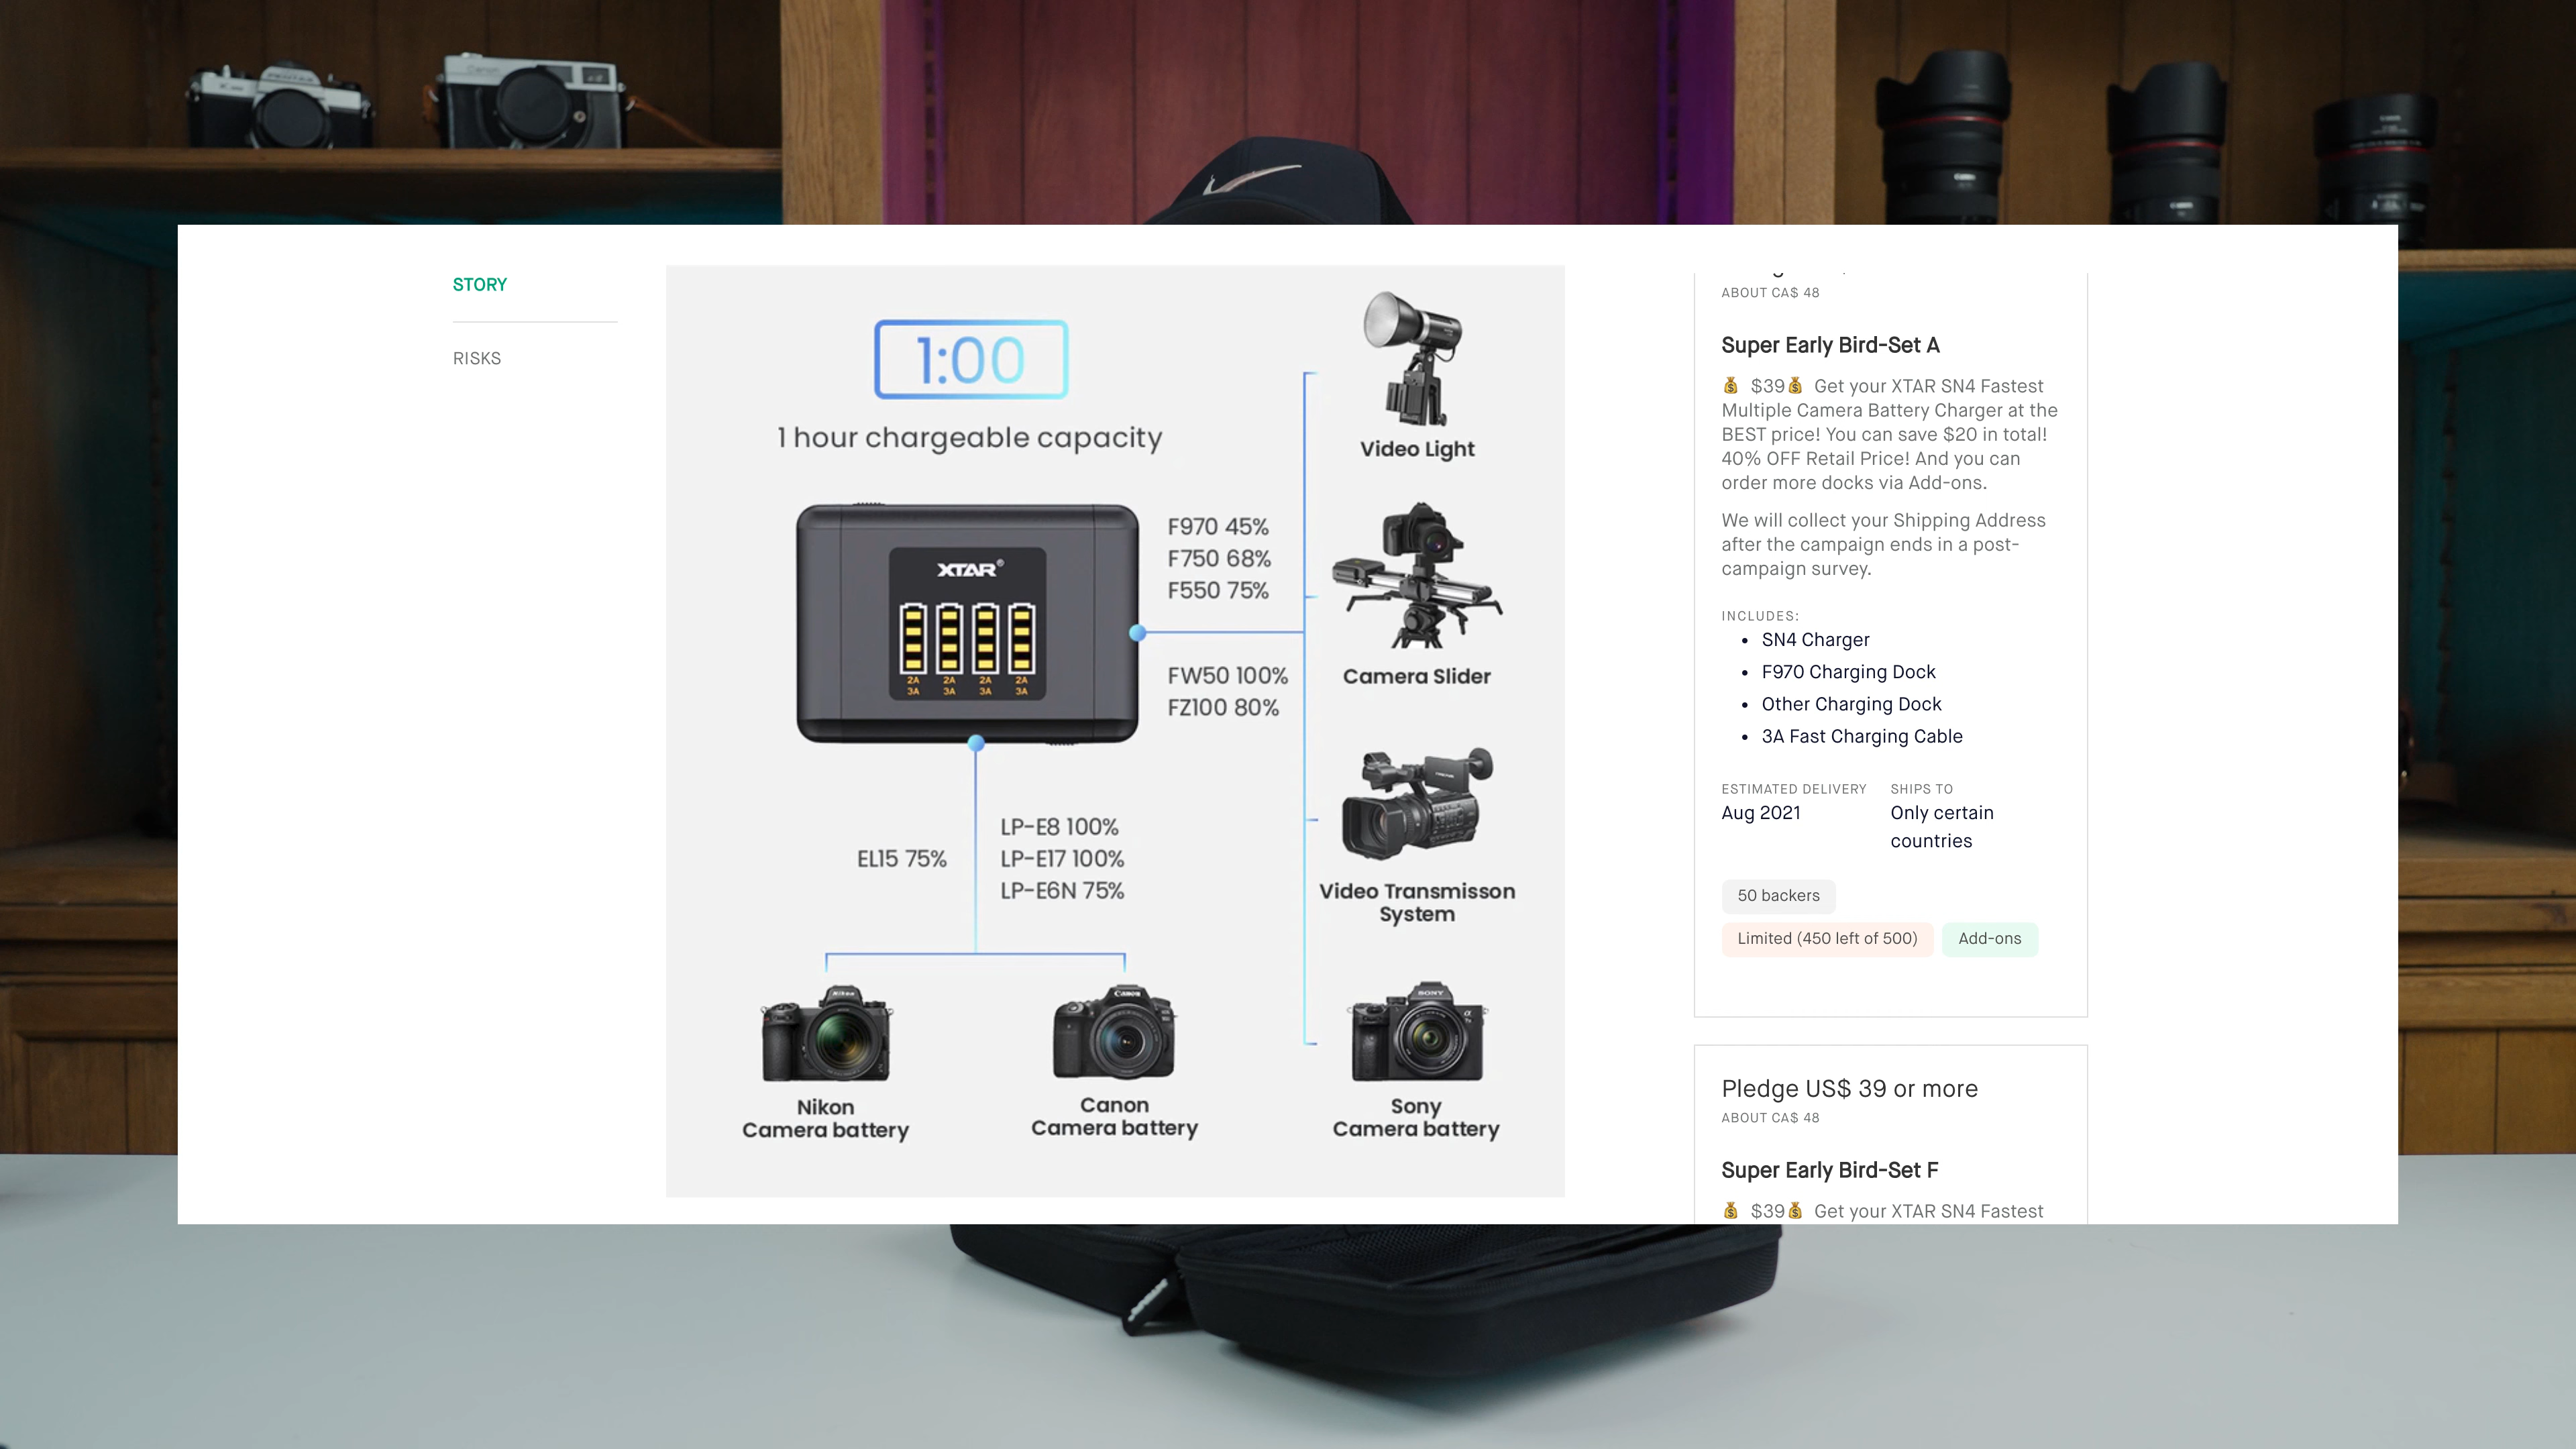 STORY
RISKS
1:00
1 hour chargeable capacity
XTAR®
2A 2A 2A 2A
3A 3A 3A 3A
F970 45%
F750 68%
F550 75%
FW50 100%
FZ100 80%
EL15 75%
LP-E8 100%
LP-E17 100%
LP-E6N 75%
Video Light
Camera Slider
Video Transmisson
System
Nikon
Nikon
Camera battery
Canon
Canon
Camera battery
SONY
Sony
Camera battery
ABOUT CA$ 48
Super Early Bird-Set A
💰 $39💰 Get your XTAR SN4 Fastest
Multiple Camera Battery Charger at the
BEST price! You can save $20 in total!
40% OFF Retail Price! And you can
order more docks via Add-ons.
We will collect your Shipping Address
after the campaign ends in a post-
campaign survey.
INCLUDES:
• SN4 Charger
• F970 Charging Dock
• Other Charging Dock
• 3A Fast Charging Cable
ESTIMATED DELIVERY
Aug 2021
SHIPS TO
Only certain
countries
50 backers
Limited (450 left of 500)
Add-ons
Pledge US$ 39 or more
ABOUT CA$ 48
Super Early Bird-Set F
💰 $39💰 Get your XTAR SN4 Fastest